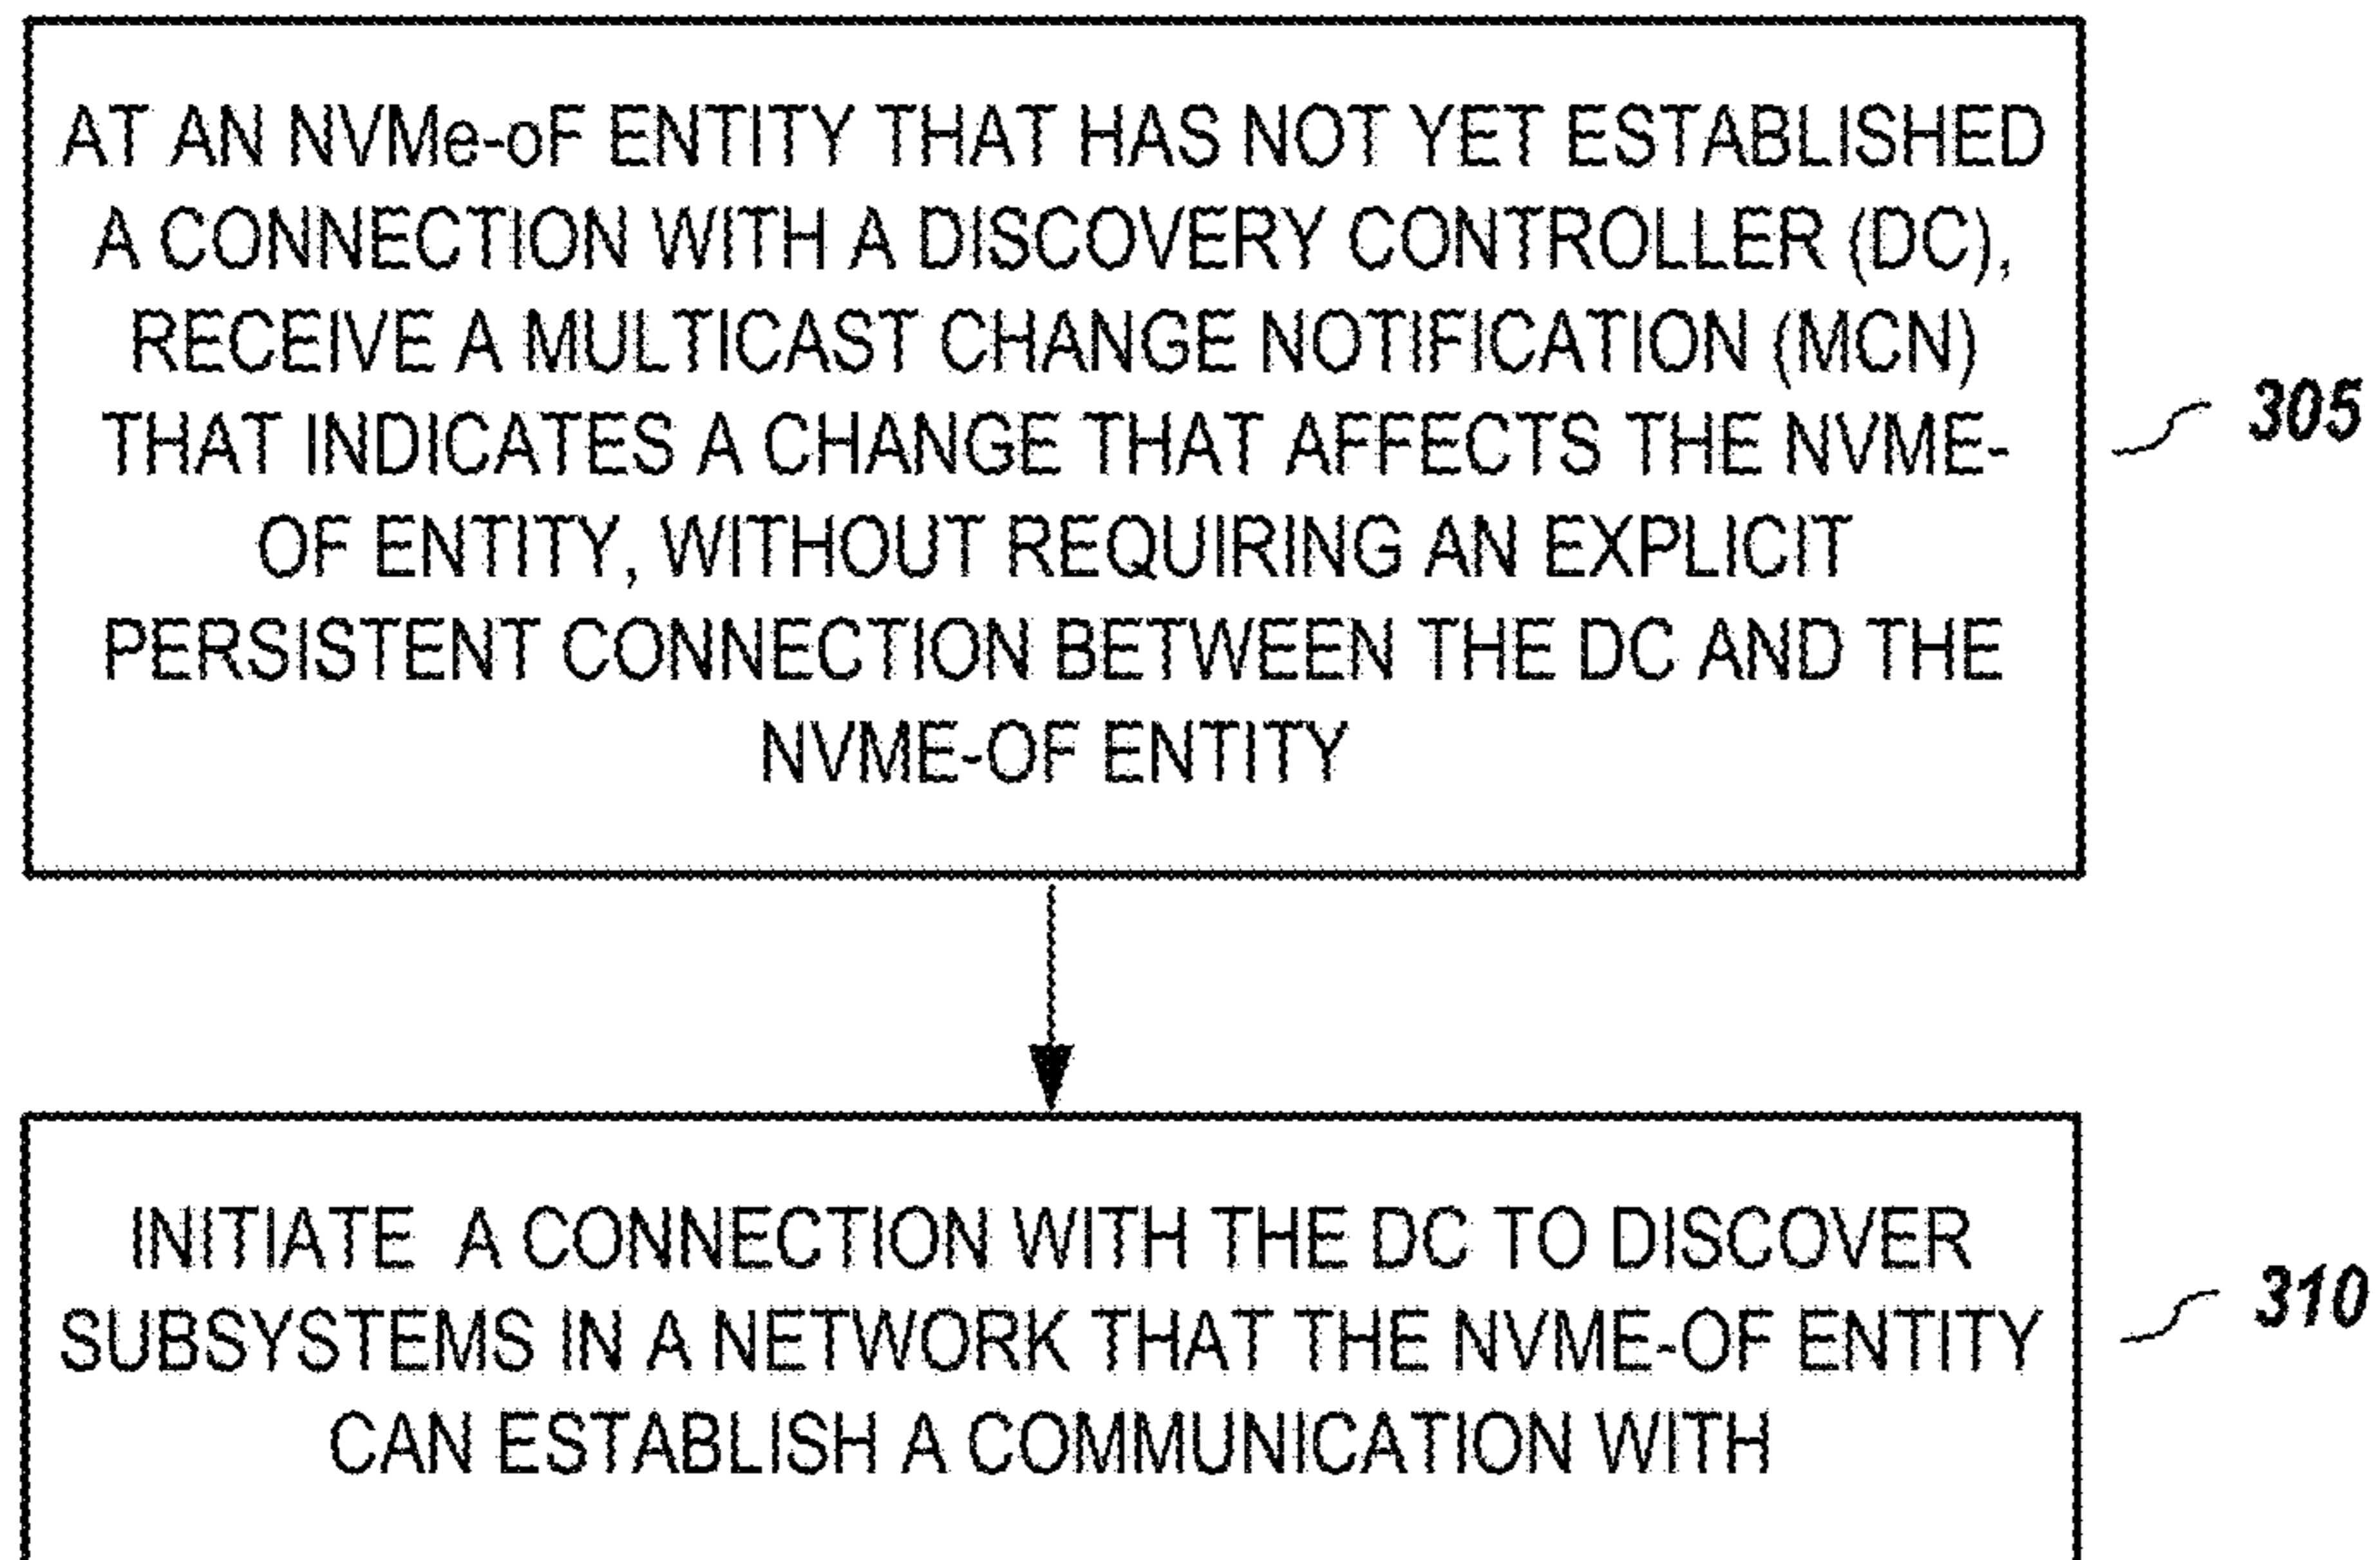 AT AN NVMe-oF ENTITY THAT HAS NOT YET ESTABLISHED
A CONNECTION WITH A DISCOVERY CONTROLLER (DC),
RECEIVE A MULTICAST CHANGE NOTIFICATION (MCN)
THAT INDICATES A CHANGE THAT AFFECTS THE NVME-
OF ENTITY, WITHOUT REQUIRING AN EXPLICIT
PERSISTENT CONNECTION BETWEEN THE DC AND THE
NVME-OF ENTITY
305
INITIATE A CONNECTION WITH THE DC TO DISCOVER
SUBSYSTEMS IN A NETWORK THAT THE NVME-OF ENTITY
CAN ESTABLISH A COMMUNICATION WITH
310